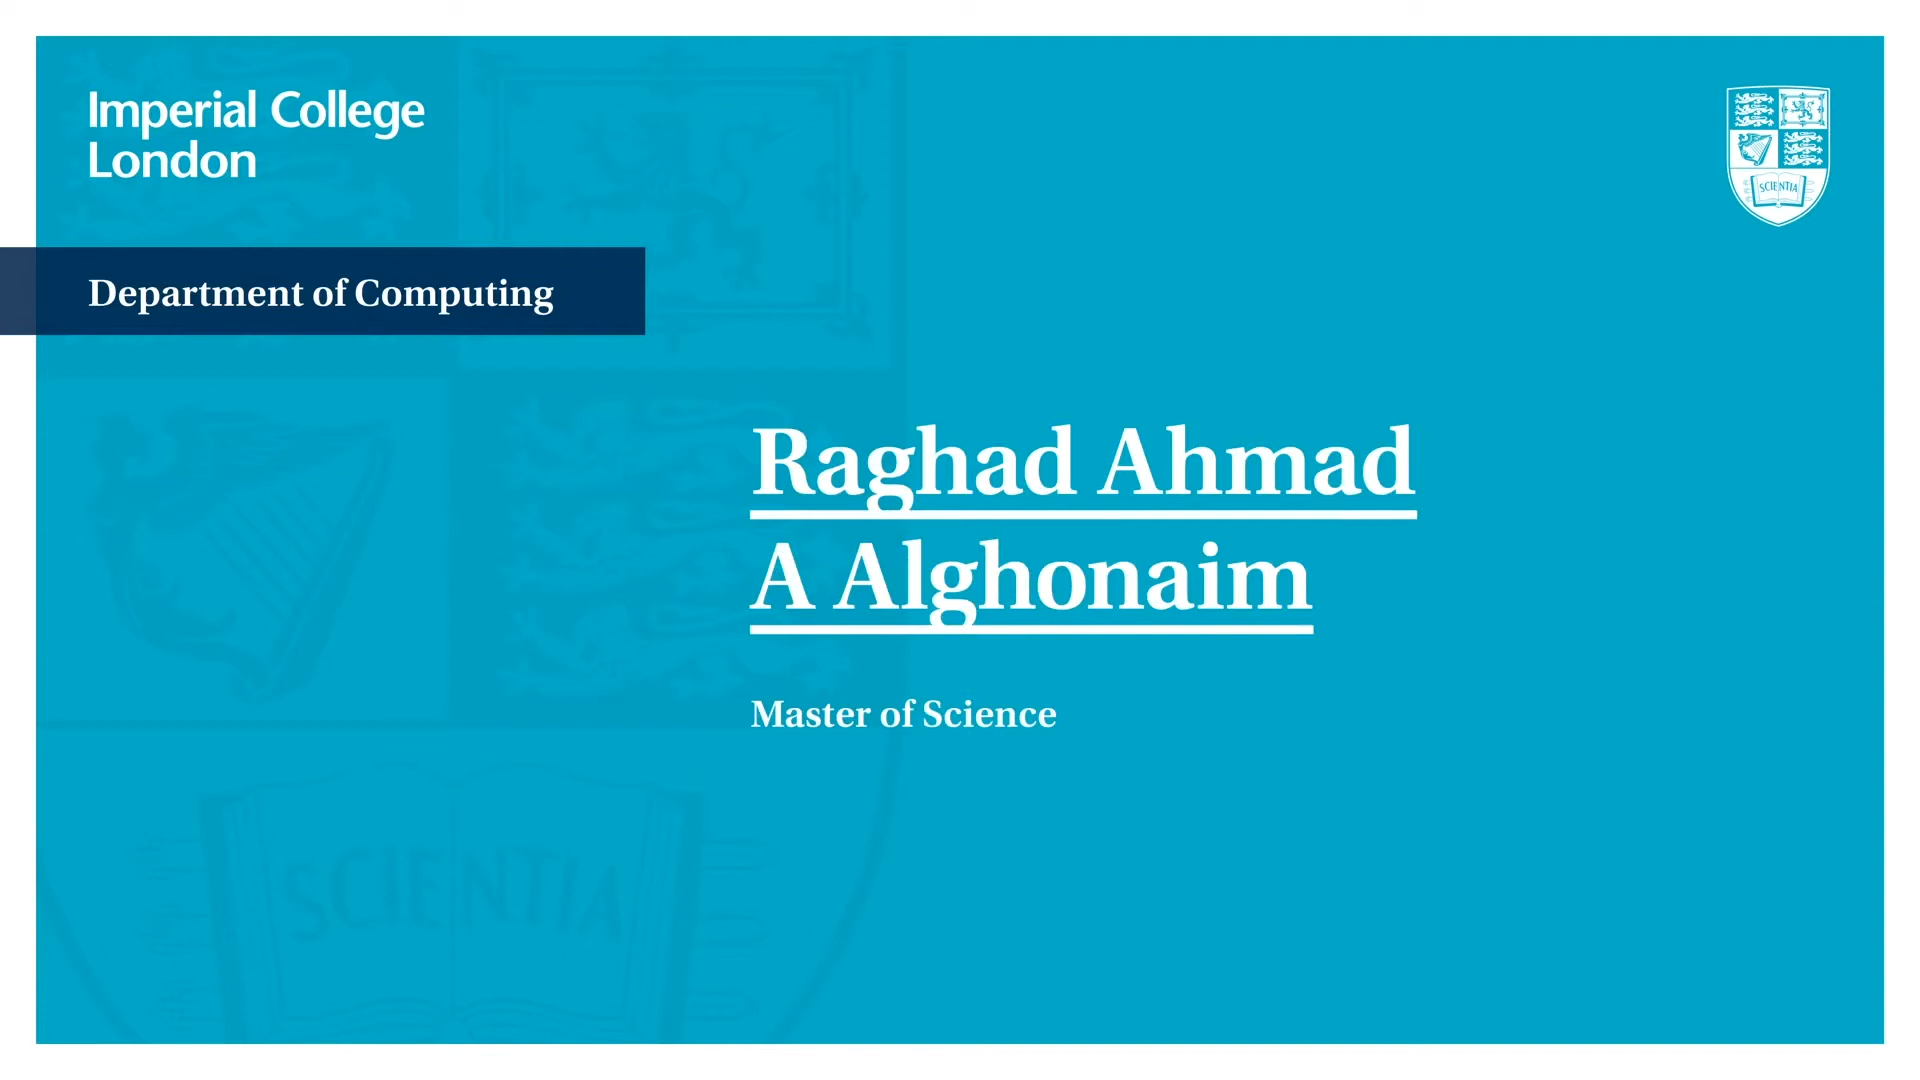 Imperial College
London
SCIENTIA
Department of Computing
Raghad Ahmad
A Alghonaim
Master of Science
SCIENTIA